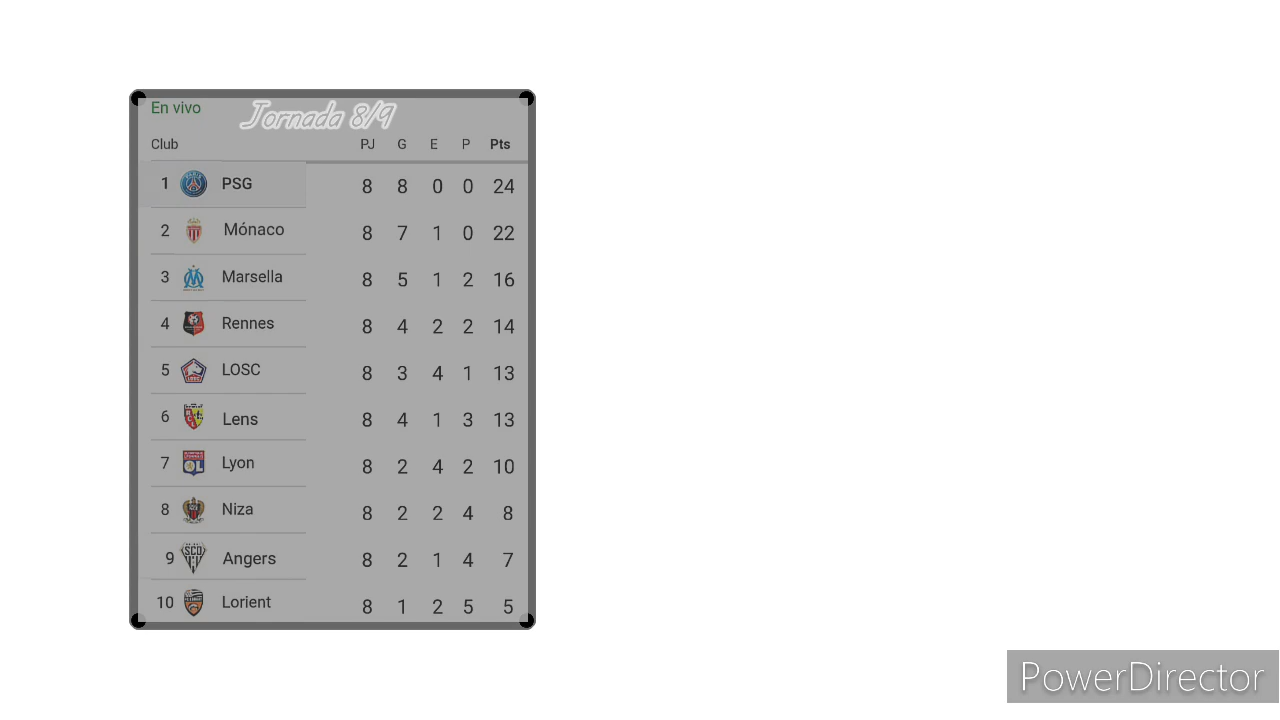 En vivo Jornada 8/9
Club PJ G E P Pts
1 PSG 8 8 0 0 24
2 Mónaco 8 7 1 0 22
3 Marsella 8 5 1 2 16
4 Rennes 8 4 2 2 14
5 LOSC 8 3 4 1 13
6 Lens 8 4 1 3 13
7 Lyon 8 2 4 2 10
8 Niza 8 2 2 4 8
9 Angers 8 2 1 4 7
10 Lorient 8 1 2 5 5
PowerDirector